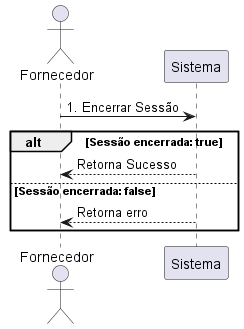 Fornecedor
Sistema
1. Encerrar Sessão
alt
[Sessão encerrada: true]
Retorna Sucesso
[Sessão encerrada: false]
Retorna erro
Fornecedor
Sistema